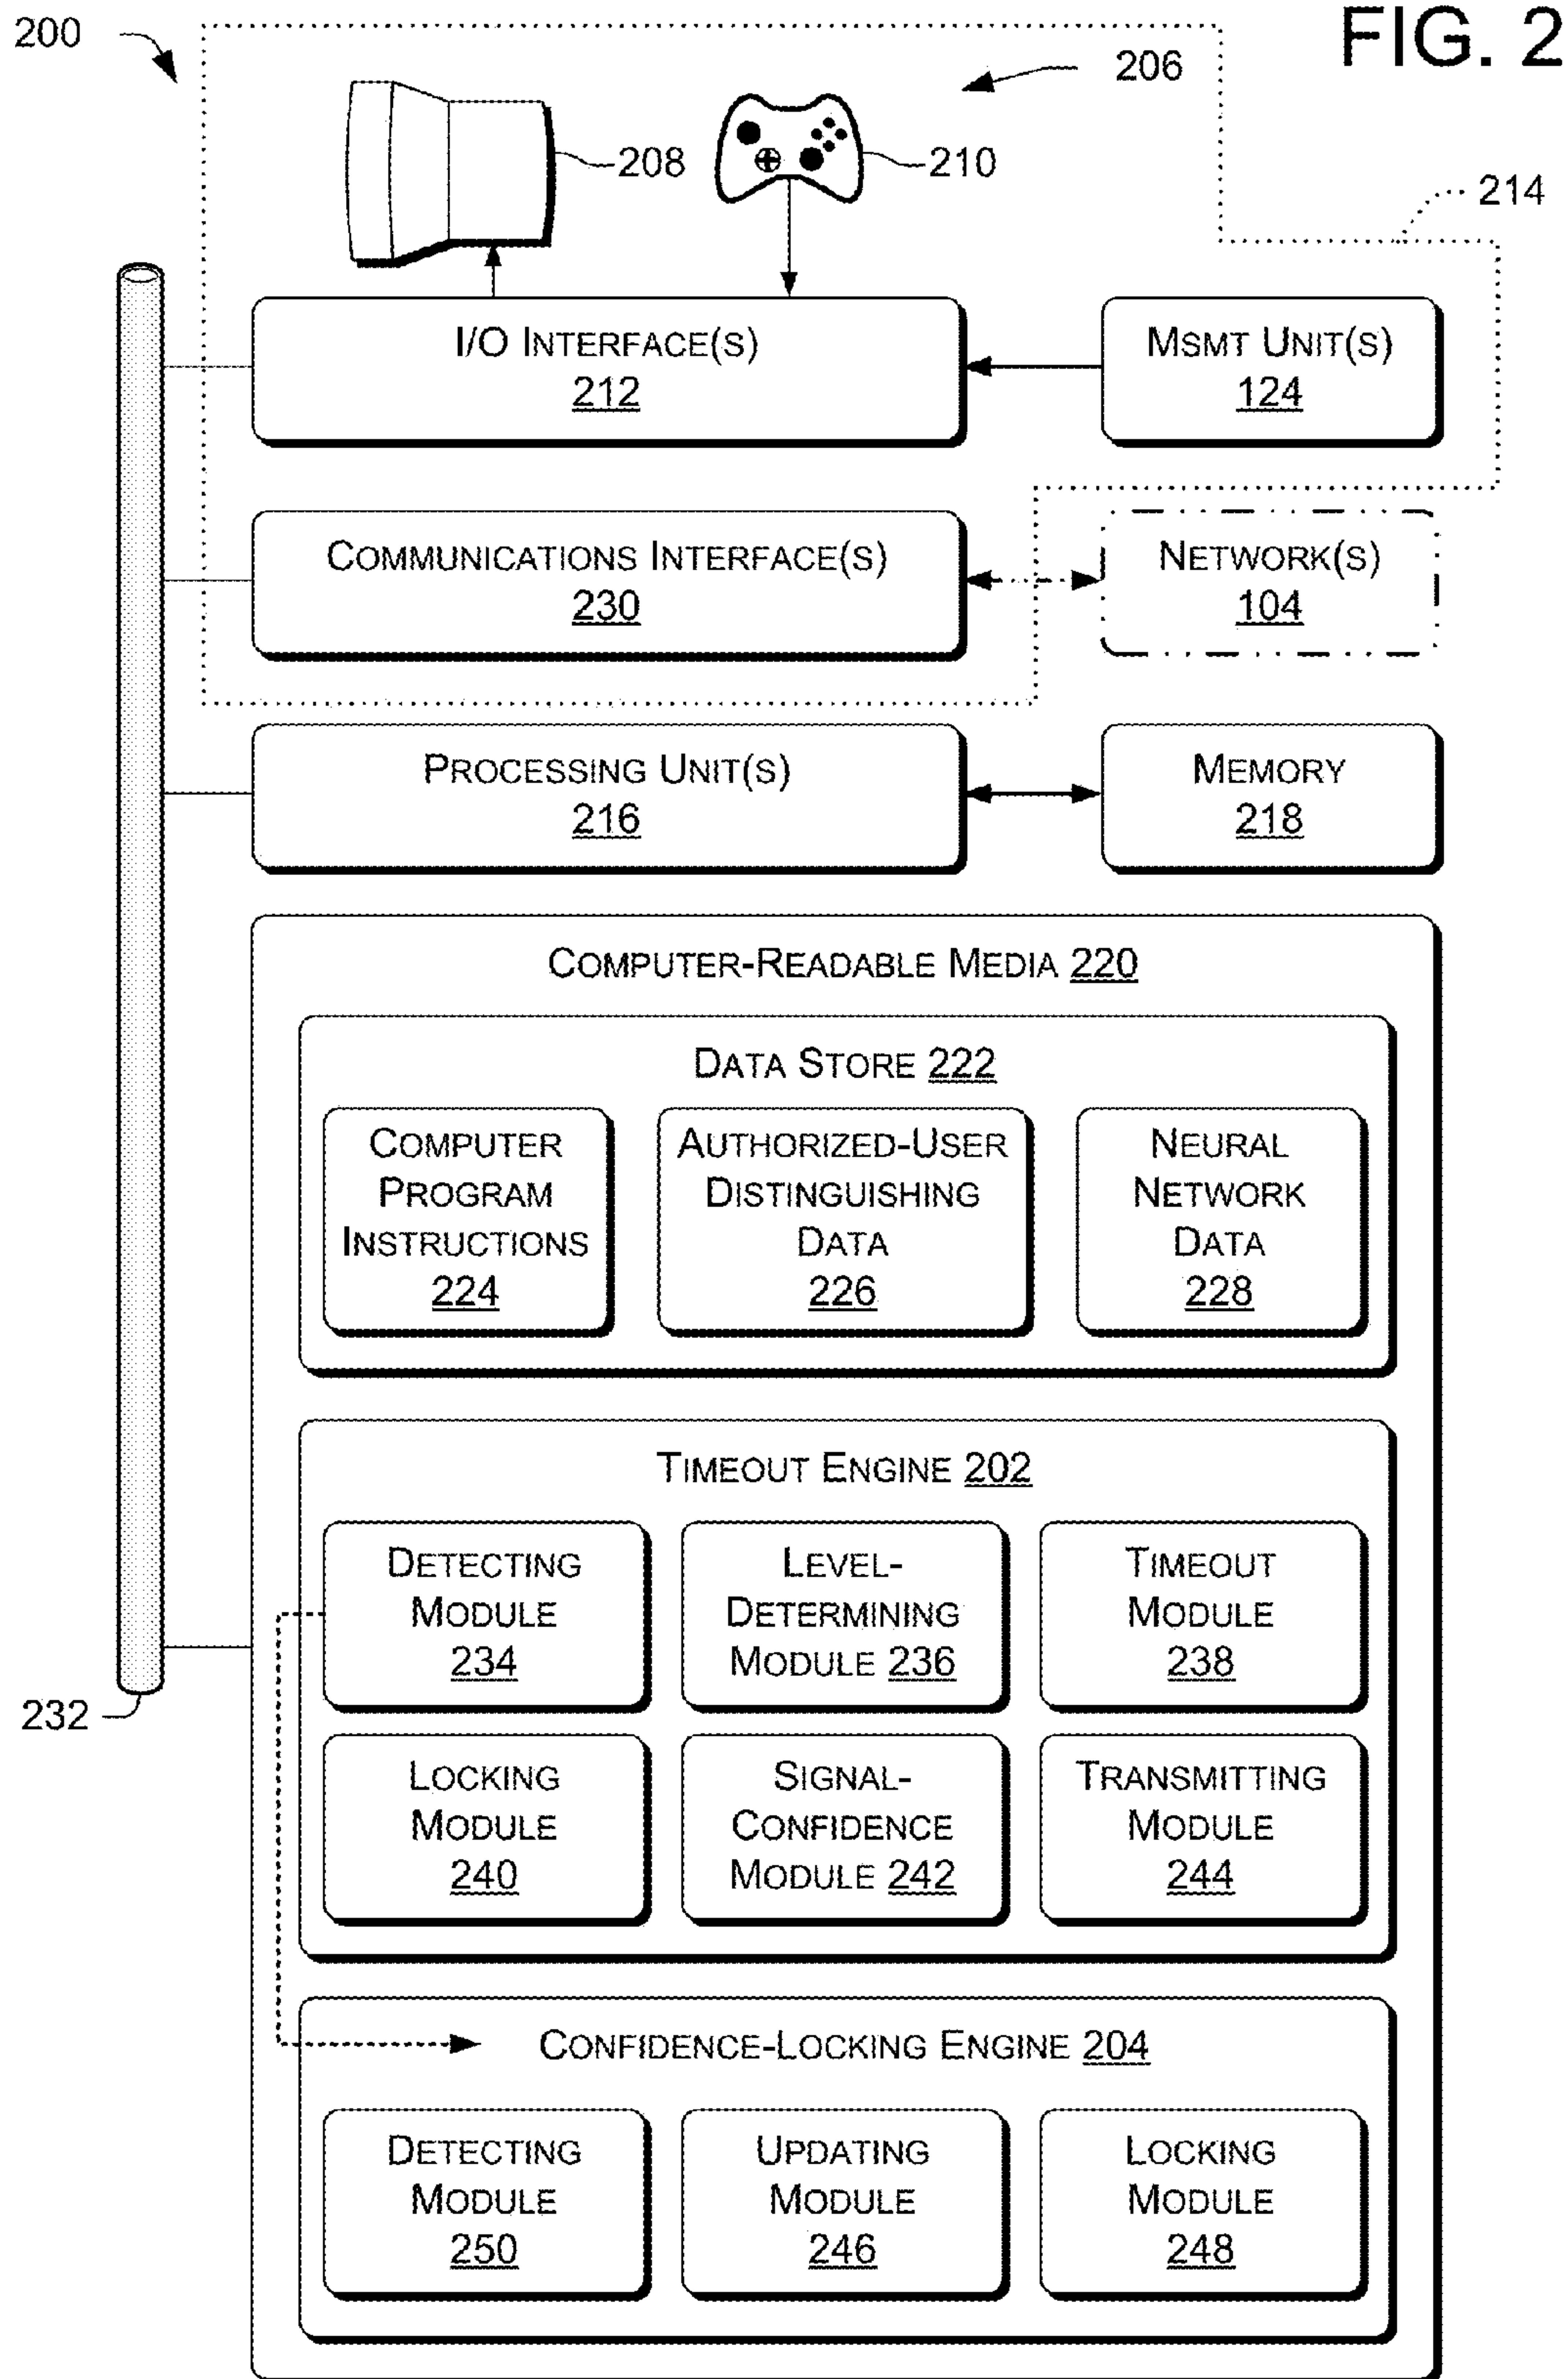 FIG. 2
200
206
208
210
214
I/O INTERFACE(S)
212
MSMT UNIT(S)
124
COMMUNICATIONS INTERFACE(S)
230
NETWORK(S)
104
PROCESSING UNIT(S)
216
MEMORY
218
COMPUTER-READABLE MEDIA 220
DATA STORE 222
COMPUTER
PROGRAM
INSTRUCTIONS
224
AUTHORIZED-USER
DISTINGUISHING
DATA
226
NEURAL
NETWORK
DATA
228
TIMEOUT ENGINE 202
DETECTING
MODULE
234
LEVEL-
DETERMINING
MODULE 236
TIMEOUT
MODULE
238
232
LOCKING
MODULE
240
SIGNAL-
CONFIDENCE
MODULE 242
TRANSMITTING
MODULE
244
CONFIDENCE-LOCKING ENGINE 204
DETECTING
MODULE
250
UPDATING
MODULE
246
LOCKING
MODULE
248